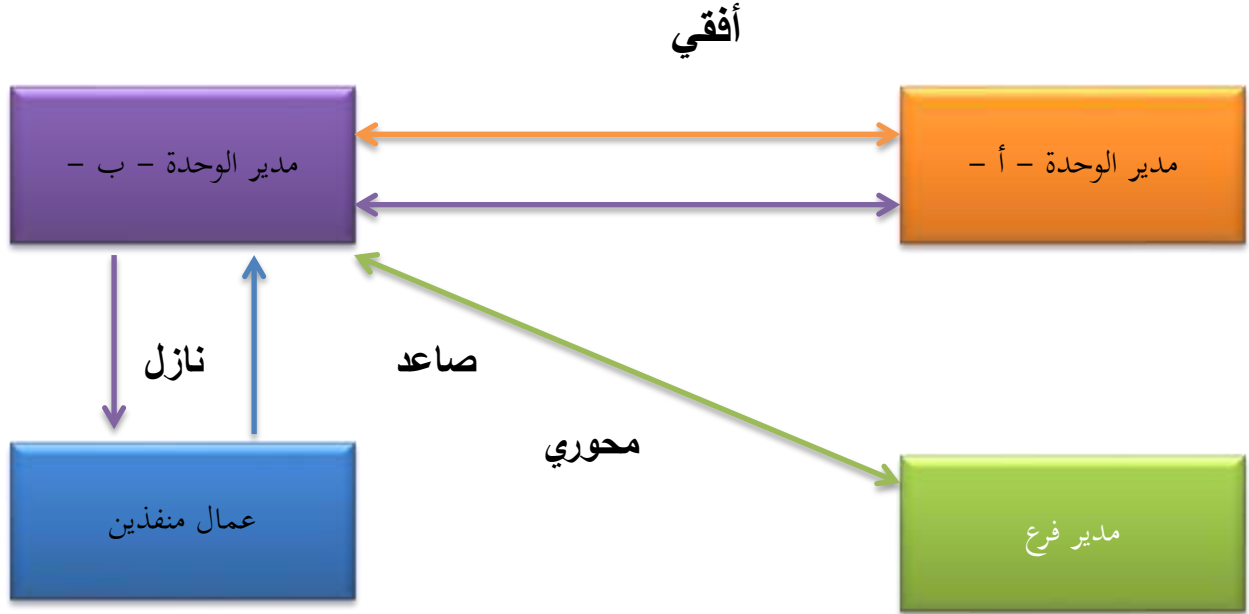 أفقي
مدير الوحدة – أ –
مدير الوحدة – ب –
صاعد
نازل
محوري
مدير فرع
عمال منفذين